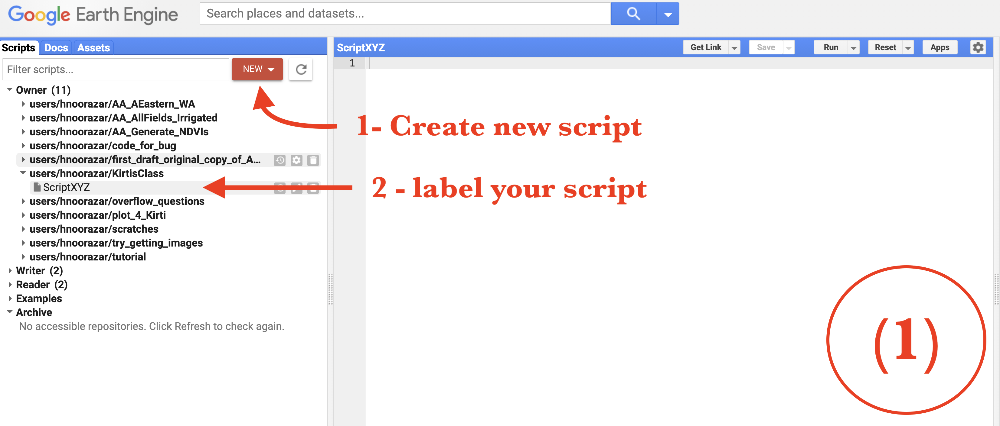 Google Earth Engine
Search places and datasets...
Scripts Docs Assets
ScriptXYZ
Get Link Save Run Reset Apps
Filter scripts...
NEW
1
Owner (11)
users/hnoorazar/AA_AEastern_WA
users/hnoorazar/AA_AllFields_Irrigated
users/hnoorazar/AA_Generate_NDVIs
users/hnoorazar/code_for_bug
users/hnoorazar/first_draft_original_copy_of_A...
users/hnoorazar/KirtisClass
ScriptXYZ
users/hnoorazar/overflow_questions
users/hnoorazar/plot_4_Kirti
users/hnoorazar/scratches
users/hnoorazar/try_getting_images
users/hnoorazar/tutorial
Writer (2)
Reader (2)
Examples
Archive
No accessible repositories. Click Refresh to check again.
1- Create new script
2 - label your script
(1)